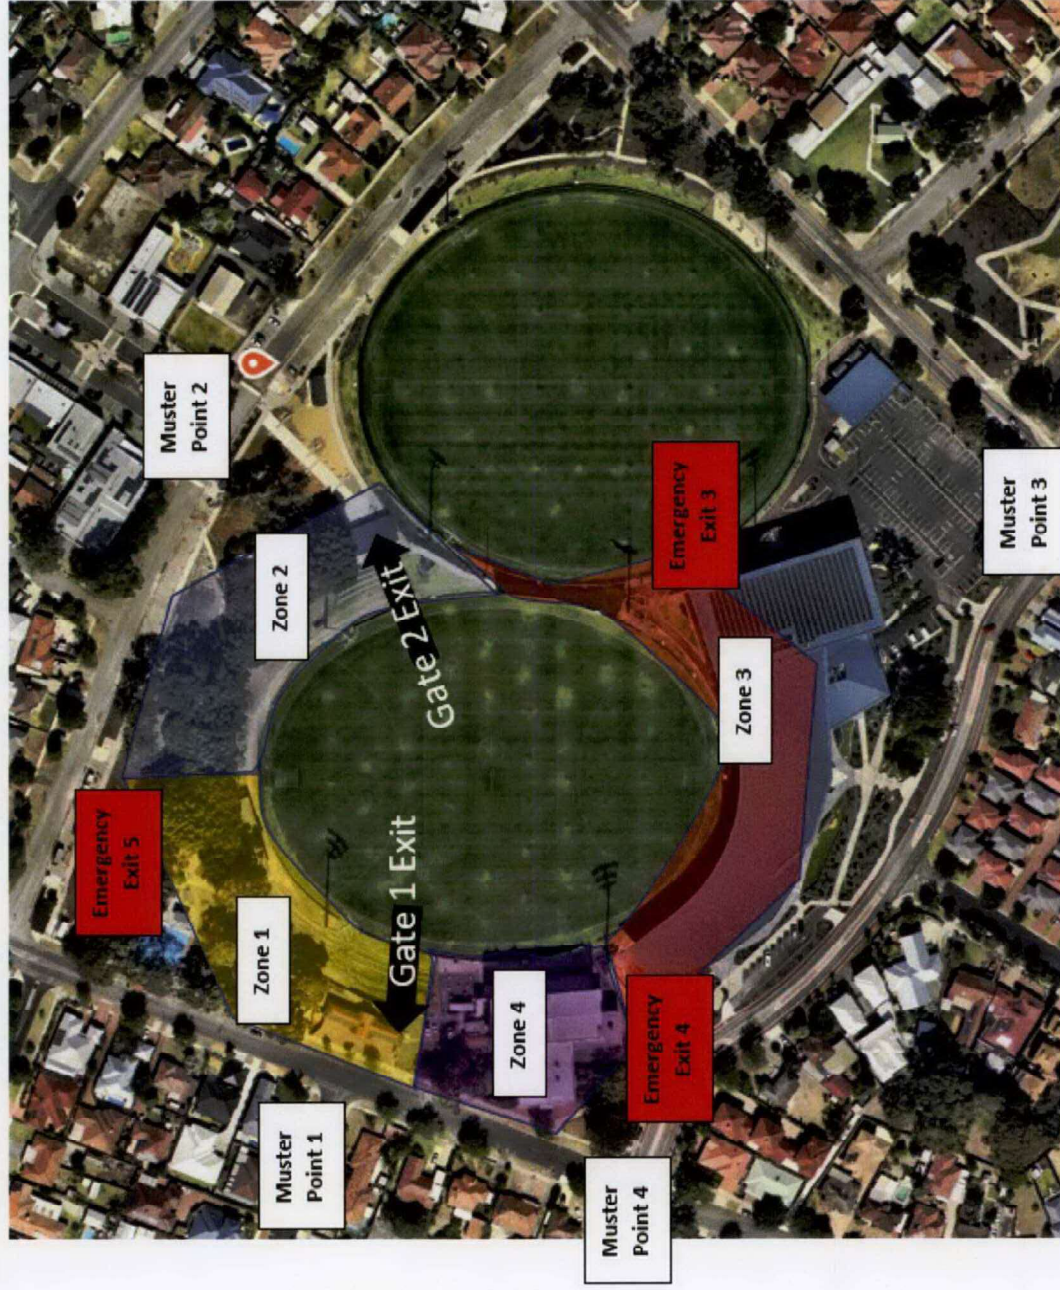 Muster
Point 2
Zone 2
Emergency
Exit 5
Zone 1
Muster
Point 1
Gate 2 Exit
Gate 1 Exit
Emergency
Exit 3
Zone 3
Zone 4
Emergency
Exit 4
Muster
Point 4
Muster
Point 3